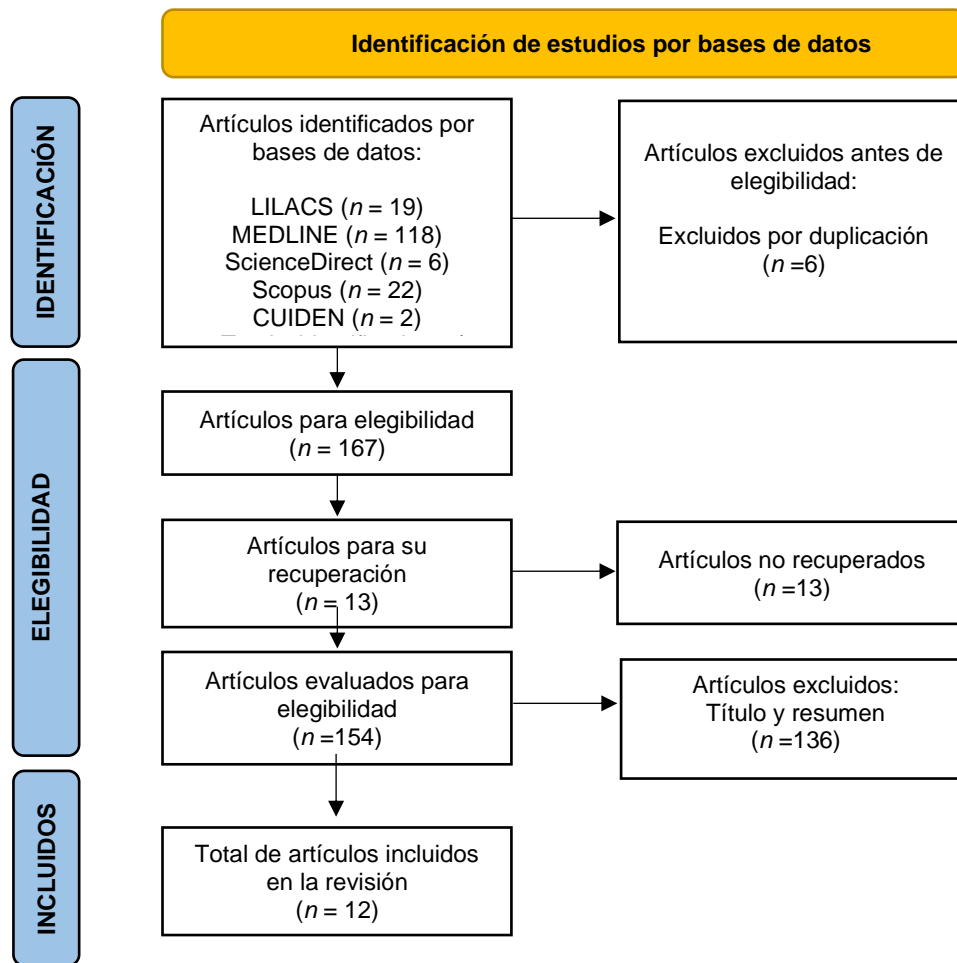 Identificación de estudios por bases de datos
IDENTIFICACIÓN
Artículos identificados por
bases de datos:
LILACS (n = 19)
MEDLINE (n = 118)
ScienceDirect (n = 6)
Scopus (n = 22)
CUIDEN (n = 2)
Artículos excluidos antes de
elegibilidad:
Excluidos por duplicación
(n =6)
ELEGIBILIDAD
Artículos para elegibilidad
(n = 167)
Artículos para su
recuperación
(n = 13)
Artículos no recuperados
(n =13)
Artículos evaluados para
elegibilidad
(n =154)
Artículos excluidos:
Título y resumen
(n =136)
INCLUIDOS
Total de artículos incluidos
en la revisión
(n = 12)